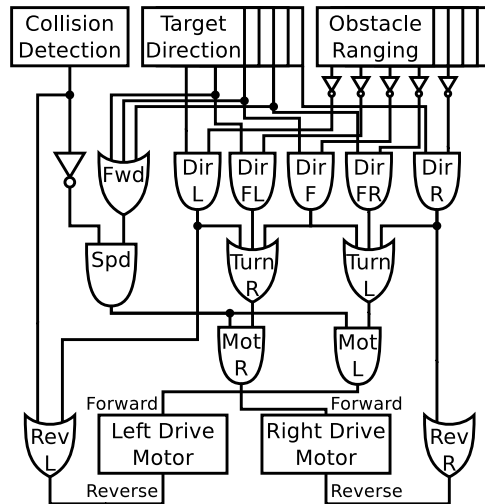 Collision
Detection
Target
Direction
Obstacle
Ranging
Fwd
Dir
L
Dir
FL
Dir
F
Dir
FR
Dir
R
Spd
Turn
R
Turn
L
Mot
R
Mot
L
Forward
Forward
Rev
L
Left Drive
Motor
Right Drive
Motor
Rev
R
Reverse
Reverse